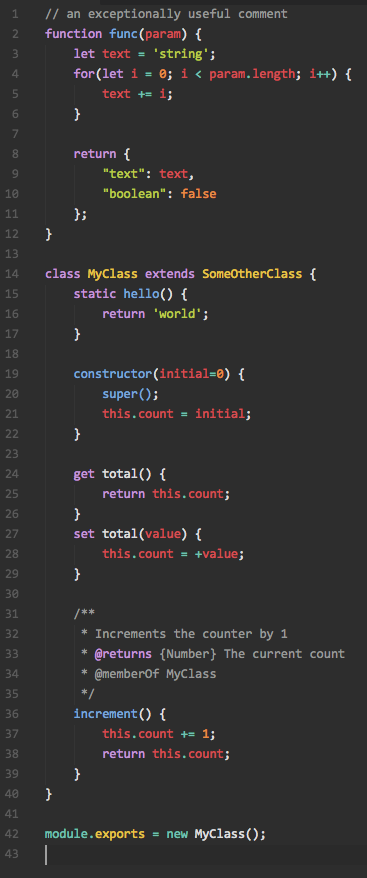 1 // an exceptionally useful comment
2 function func(param) {
3     let text = 'string';
4     for(let i = 0; i < param.length; i++) {
5         text += i;
6     }
7
8     return {
9         "text": text,
10         "boolean": false
11     };
12 }
13
14 class MyClass extends SomeOtherClass {
15     static hello() {
16         return 'world';
17     }
18
19     constructor(initial=0) {
20         super();
21         this.count = initial;
22     }
23
24     get total() {
25         return this.count;
26     }
27     set total(value) {
28         this.count = +value;
29     }
30
31     /**
32      * Increments the counter by 1
33      * @returns {Number} The current count
34      * @memberOf MyClass
35      */
36     increment() {
37         this.count += 1;
38         return this.count;
39     }
40 }
41
42 module.exports = new MyClass();
43